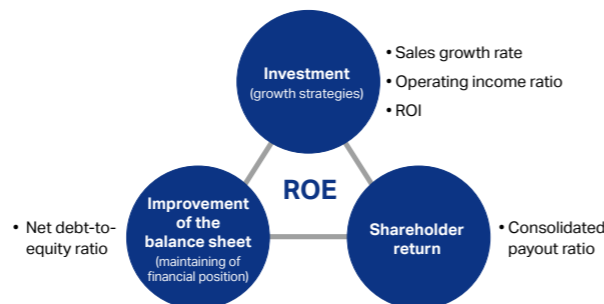 Investment
(growth strategies)
• Sales growth rate
• Operating income ratio
• ROI
ROE
Improvement
of the
balance sheet
(maintaining of
financial position)
• Net debt-to-
equity ratio
Shareholder
return
• Consolidated
payout ratio